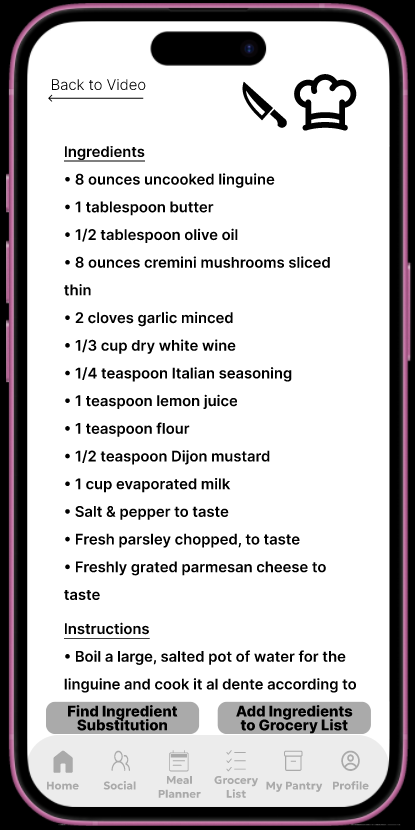 Back to Video
Ingredients
• 8 ounces uncooked linguine
• 1 tablespoon butter
• 1/2 tablespoon olive oil
• 8 ounces cremini mushrooms sliced
thin
• 2 cloves garlic minced
• 1/3 cup dry white wine
• 1/4 teaspoon Italian seasoning
• 1 teaspoon lemon juice
• 1 teaspoon flour
• 1/2 teaspoon Dijon mustard
• 1 cup evaporated milk
• Salt & pepper to taste
• Fresh parsley chopped, to taste
• Freshly grated parmesan cheese to
taste
Instructions
• Boil a large, salted pot of water for the
linguine and cook it al dente according to
Find Ingredient
Substitution
Add Ingredients
to Grocery List
Home
Social
Meal
Planner
Grocery
List
My Pantry
Profile